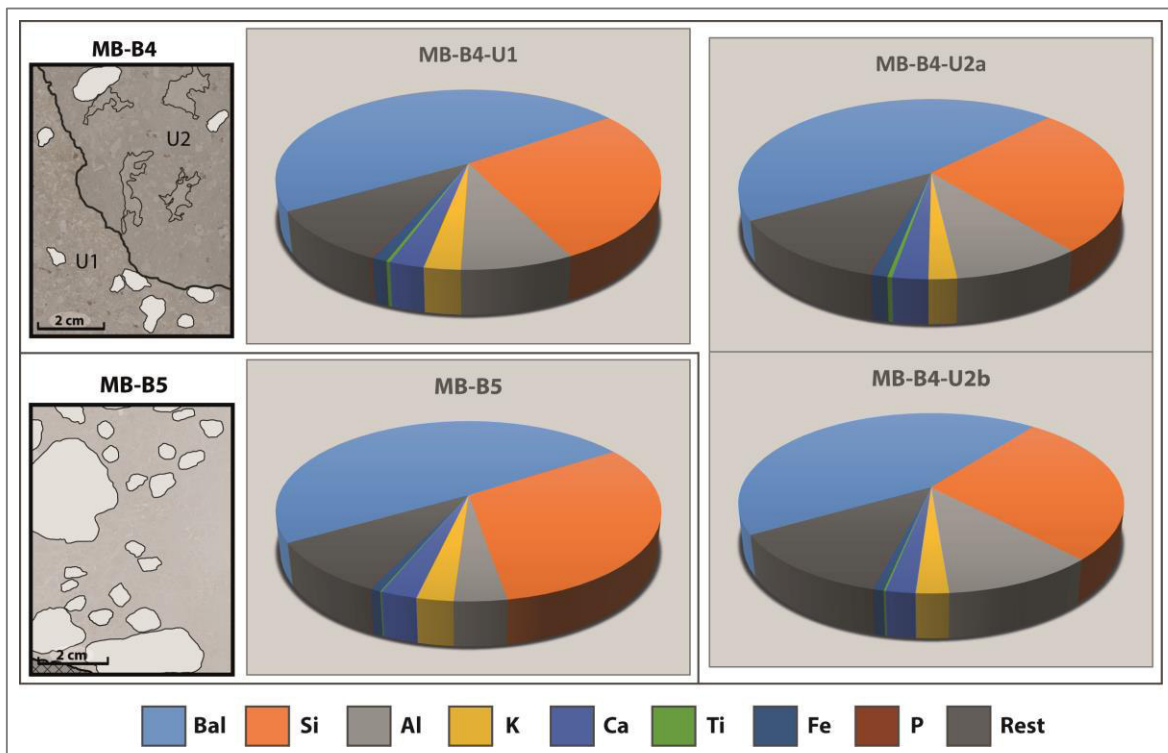 MB-B4
U2
U1
2 cm
MB-B4-U1
MB-B4-U2a
MB-B5
2 cm
MB-B5
MB-B4-U2b
Bal Si Al K Ca Ti Fe P Rest